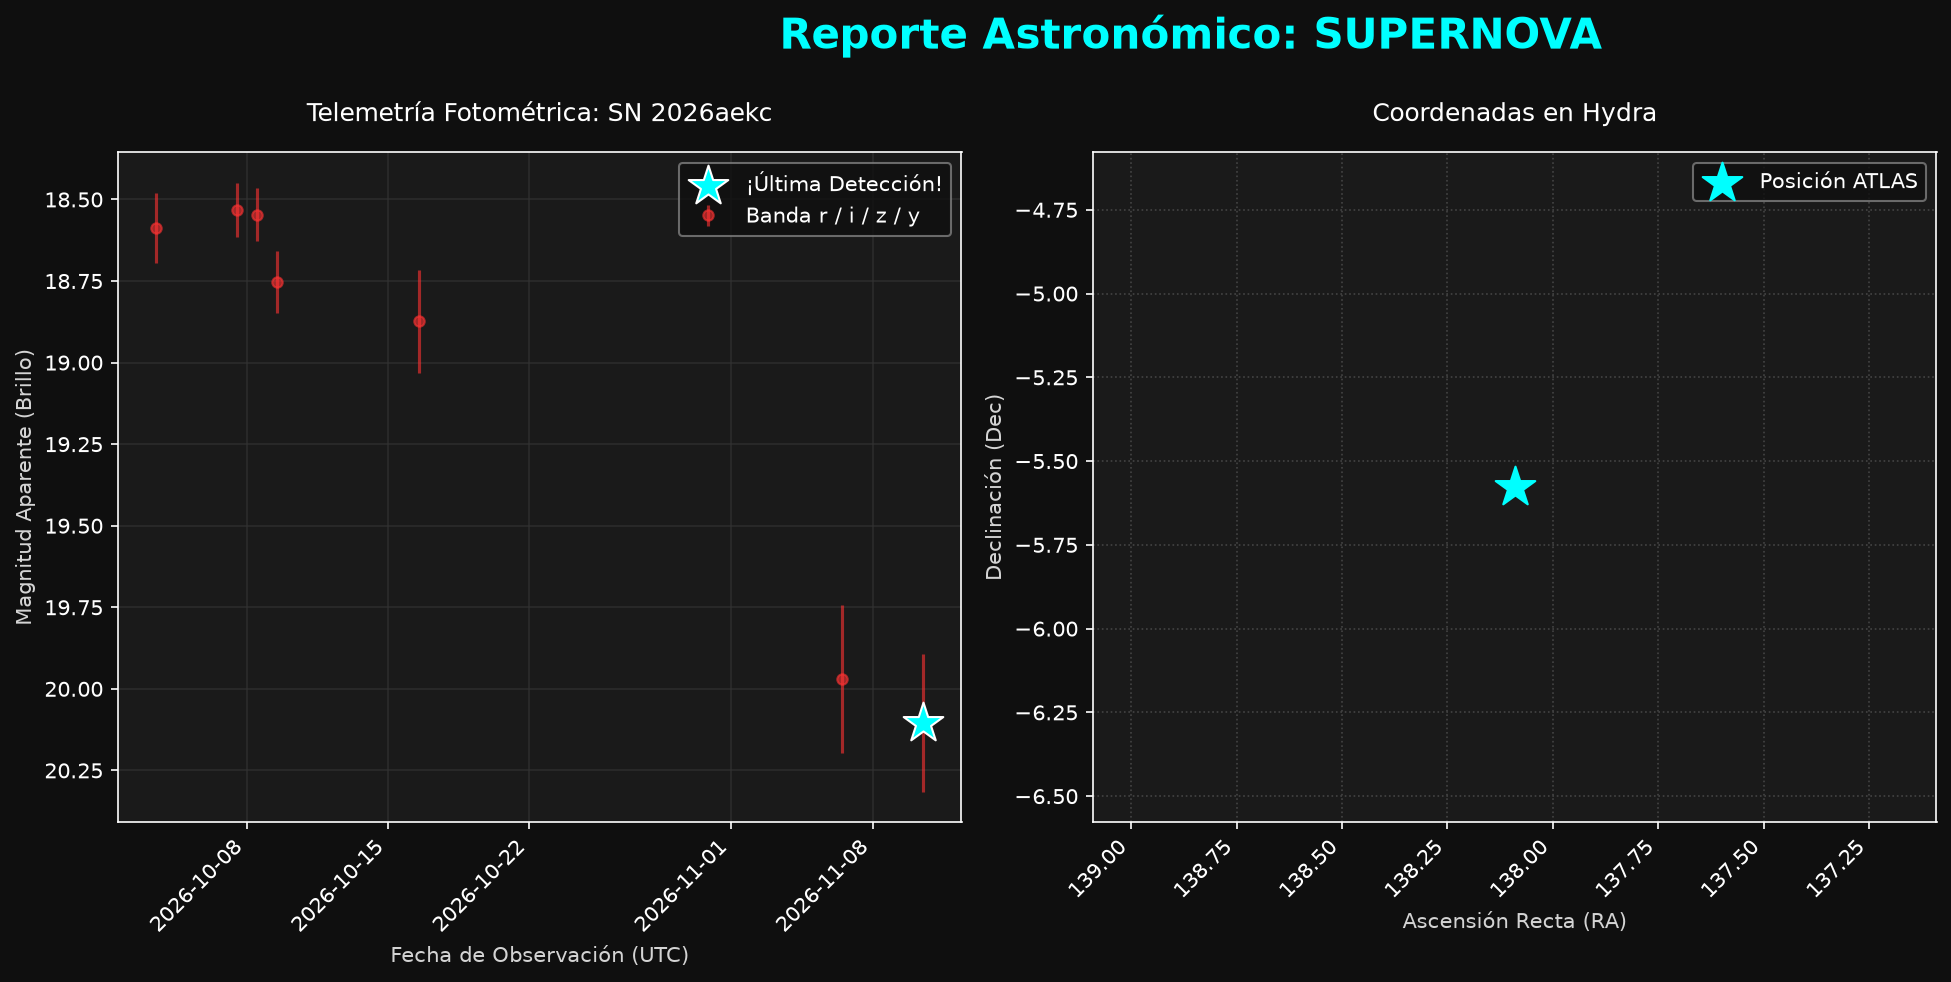 Reporte Astronómico: SUPERNOVA
Telemetría Fotométrica: SN 2026aekc
¡Última Detección!
Banda r / i / z / y
Magnitud Aparente (Brillo)
18.50
18.75
19.00
19.25
19.50
19.75
20.00
20.25
2026-10-08
2026-10-15
2026-10-22
2026-11-01
2026-11-08
Fecha de Observación (UTC)
Coordenadas en Hydra
Posición ATLAS
Declinación (Dec)
−4.75
−5.00
−5.25
−5.50
−5.75
−6.00
−6.25
−6.50
139.00
138.75
138.50
138.25
138.00
137.75
137.50
137.25
Ascensión Recta (RA)